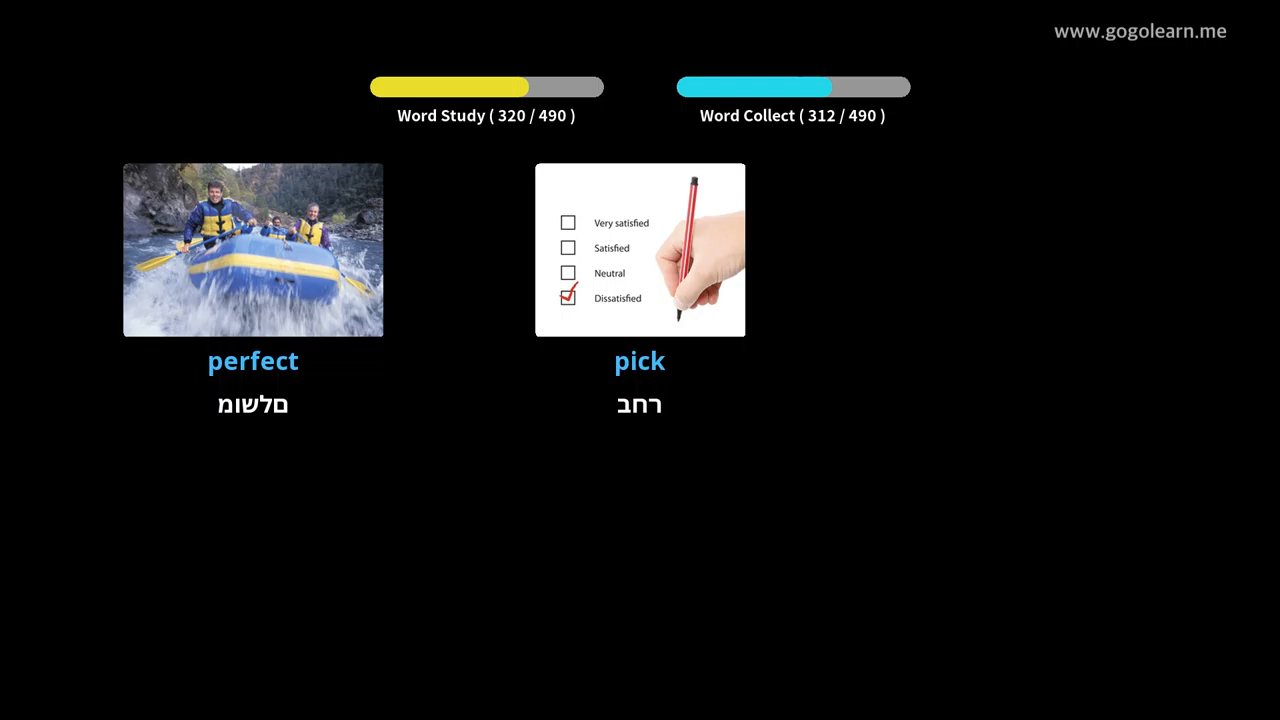 www.gogolearn.me
Word Study ( 320 / 490 )
Word Collect ( 312 / 490 )
Very satisfied
Satisfied
Neutral
Dissatisfied
perfect
pick
םלשומ
רחב